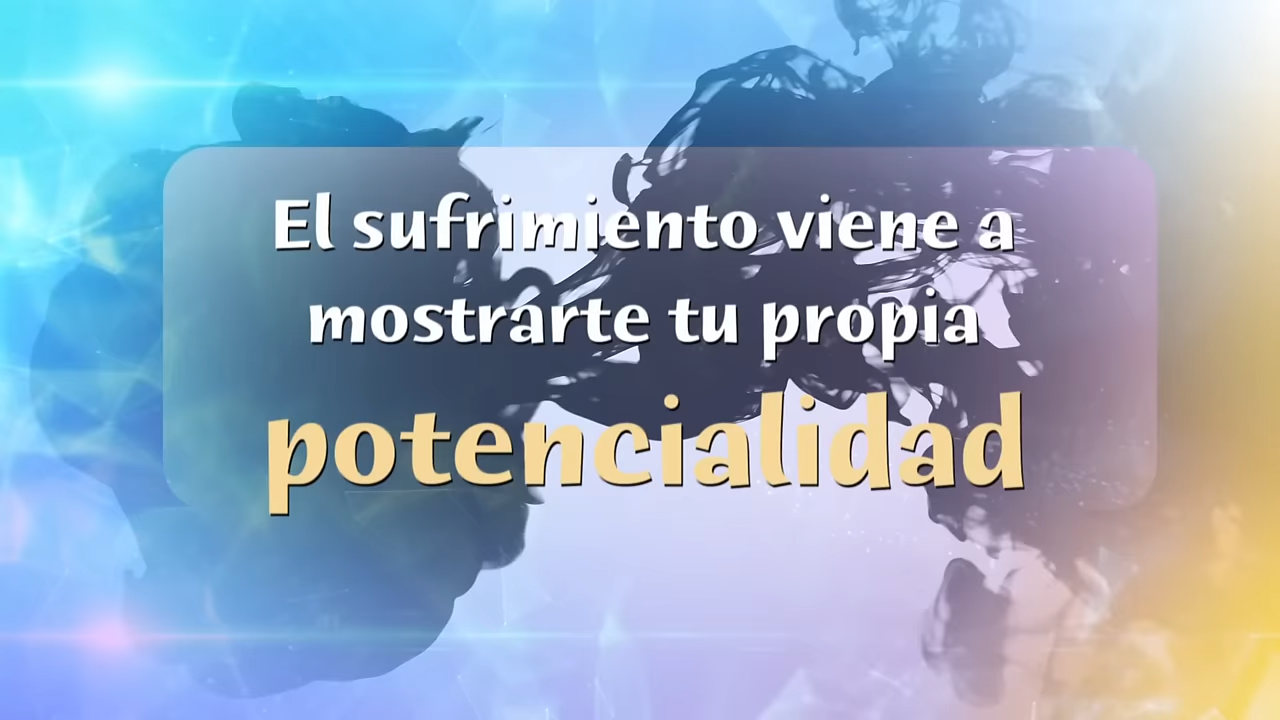 El sufrimiento viene a
mostrarte tu propia
potencialidad